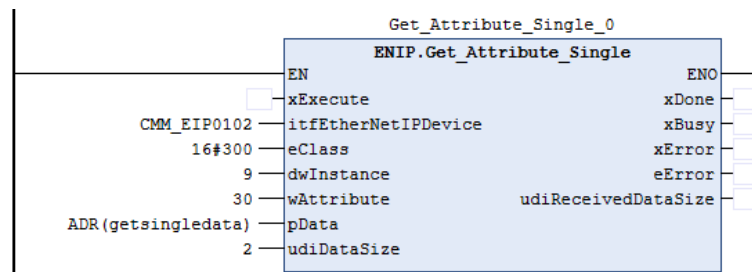 Get_Attribute_Single_0
ENIP.Get_Attribute_Single
EN ENO
xExecute xDone
CMM_EIP0102 itfEtherNetIPDevice xBusy
16#300 eClass xError
9 dwInstance eError
30 wAttribute udiReceivedDataSize
ADR(getsingledata) pData
2 udiDataSize